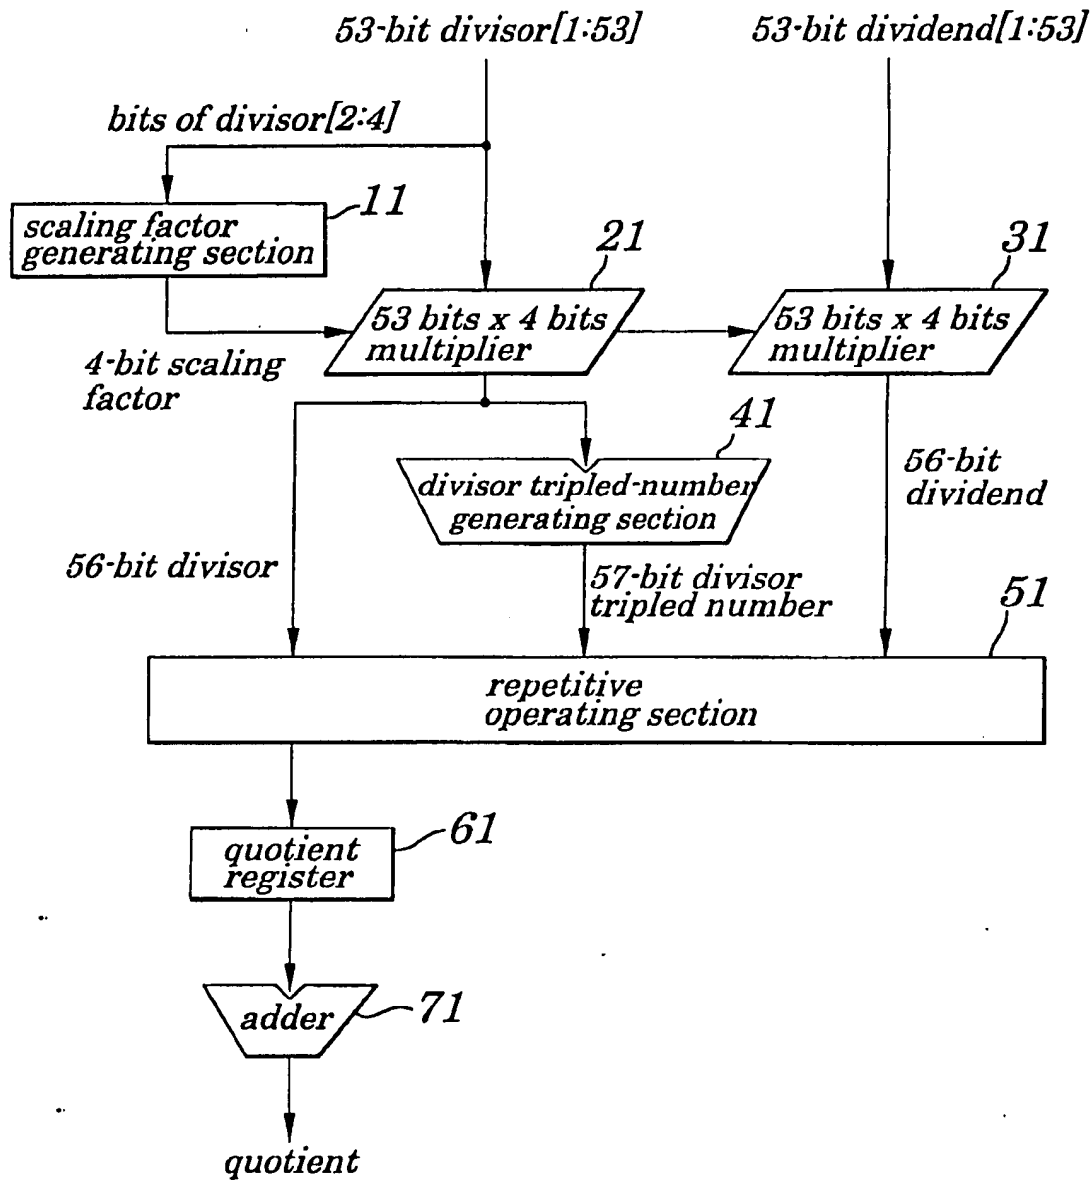 53-bit divisor[1:53]
53-bit dividend[1:53]
bits of divisor[2:4]
11
scaling factor
generating section
21
31
53 bits x 4 bits
multiplier
53 bits x 4 bits
multiplier
4-bit scaling
factor
41
divisor tripled-number
generating section
56-bit
dividend
56-bit divisor
57-bit divisor
tripled number
51
repetitive
operating section
61
quotient
register
adder
71
quotient